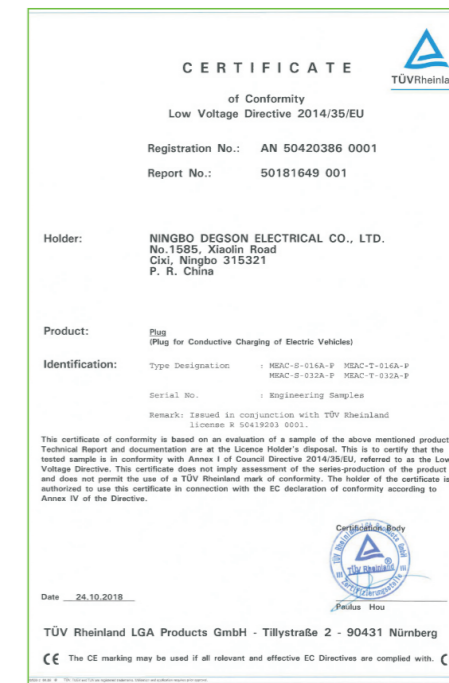 CERTIFICATE
TÜVRheinla
of Conformity
Low Voltage Directive 2014/35/EU
Registration No.: AN 50420386 0001
Report No.: 50181649 001
Holder: NINGBO DEGSON ELECTRICAL CO., LTD.
No.1585, Xiaolin Road
Cixi, Ningbo 315321
P. R. China
Product: Plug
(Plug for Conductive Charging of Electric Vehicles)
Identification: Type Designation : MEAC-S-016A-P MEAC-T-016A-P
MEAC-S-032A-P MEAC-T-032A-P
Serial No. : Engineering Samples
Remark: Issued in conjunction with TÜV Rheinland
license R 50419203 0001.
This certificate of conformity is based on an evaluation of a sample of the above mentioned product
Technical Report and documentation are at the Licence Holder's disposal. This is to certify that the
tested sample is in conformity with Annex I of Council Directive 2014/35/EU, referred to as the Low
Voltage Directive. This certificate does not imply assessment of the series-production of the product
and does not permit the use of a TÜV Rheinland mark of conformity. The holder of the certificate is
authorized to use this certificate in connection with the EC declaration of conformity according to
Annex IV of the Directive.
Certification Body
TÜV Rheinland
Date 24.10.2018
Paulus Hou
TÜV Rheinland LGA Products GmbH - Tillystraße 2 - 90431 Nürnberg
CE The CE marking may be used if all relevant and effective EC Directives are complied with.